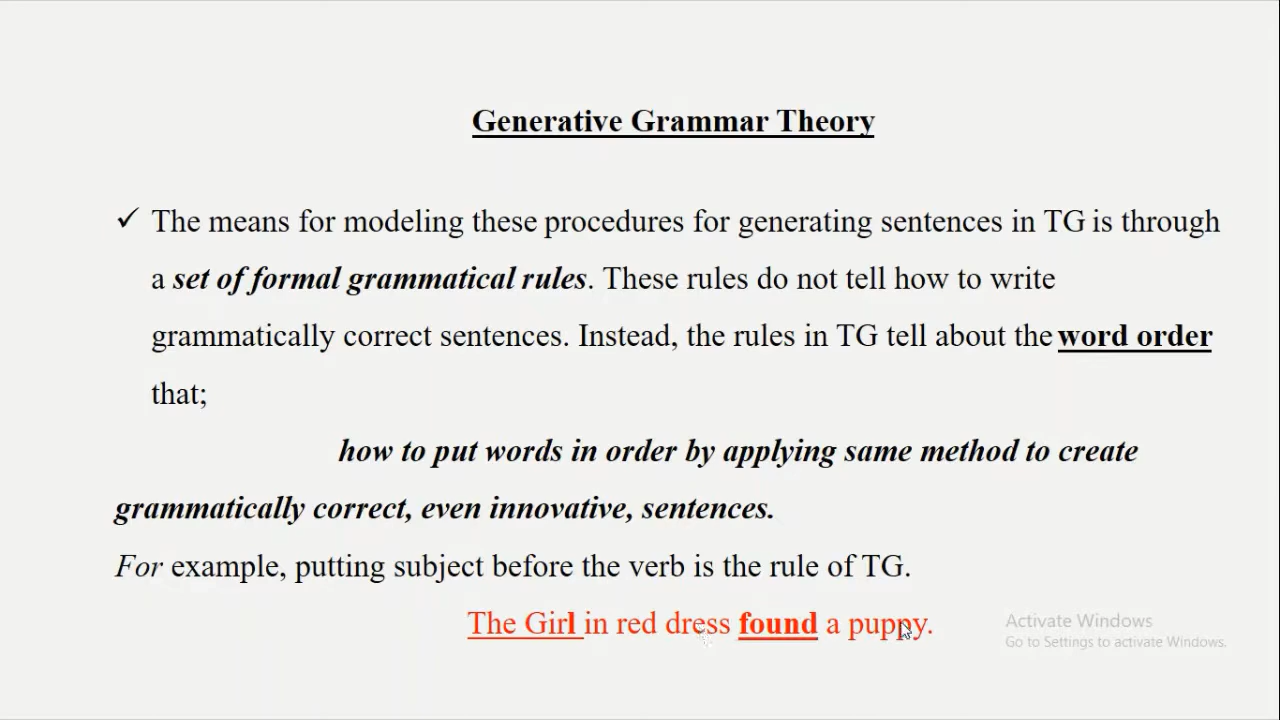 Generative Grammar Theory
✓ The means for modeling these procedures for generating sentences in TG is through
a set of formal grammatical rules. These rules do not tell how to write
grammatically correct sentences. Instead, the rules in TG tell about the word order
that;
how to put words in order by applying same method to create
grammatically correct, even innovative, sentences.
For example, putting subject before the verb is the rule of TG.
The Girl in red dress found a puppy.
Activate Windows
Go to Settings to activate Windows.